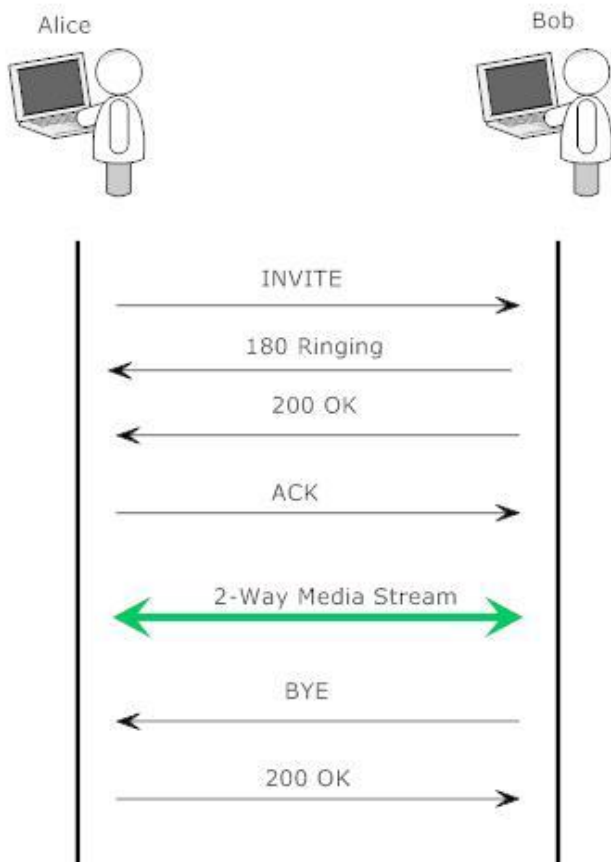 Alice
Bob
INVITE
180 Ringing
200 OK
ACK
2-Way Media Stream
BYE
200 OK